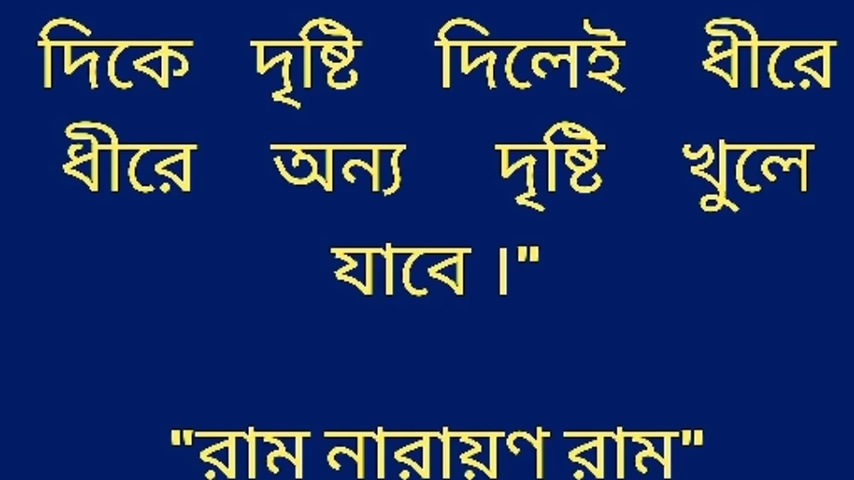 দিকে দৃষ্টি দিলেই ধীরে
ধীরে অন্য দৃষ্টি খুলে
যাবে ।"
"রাম নারায়ণ রাম"